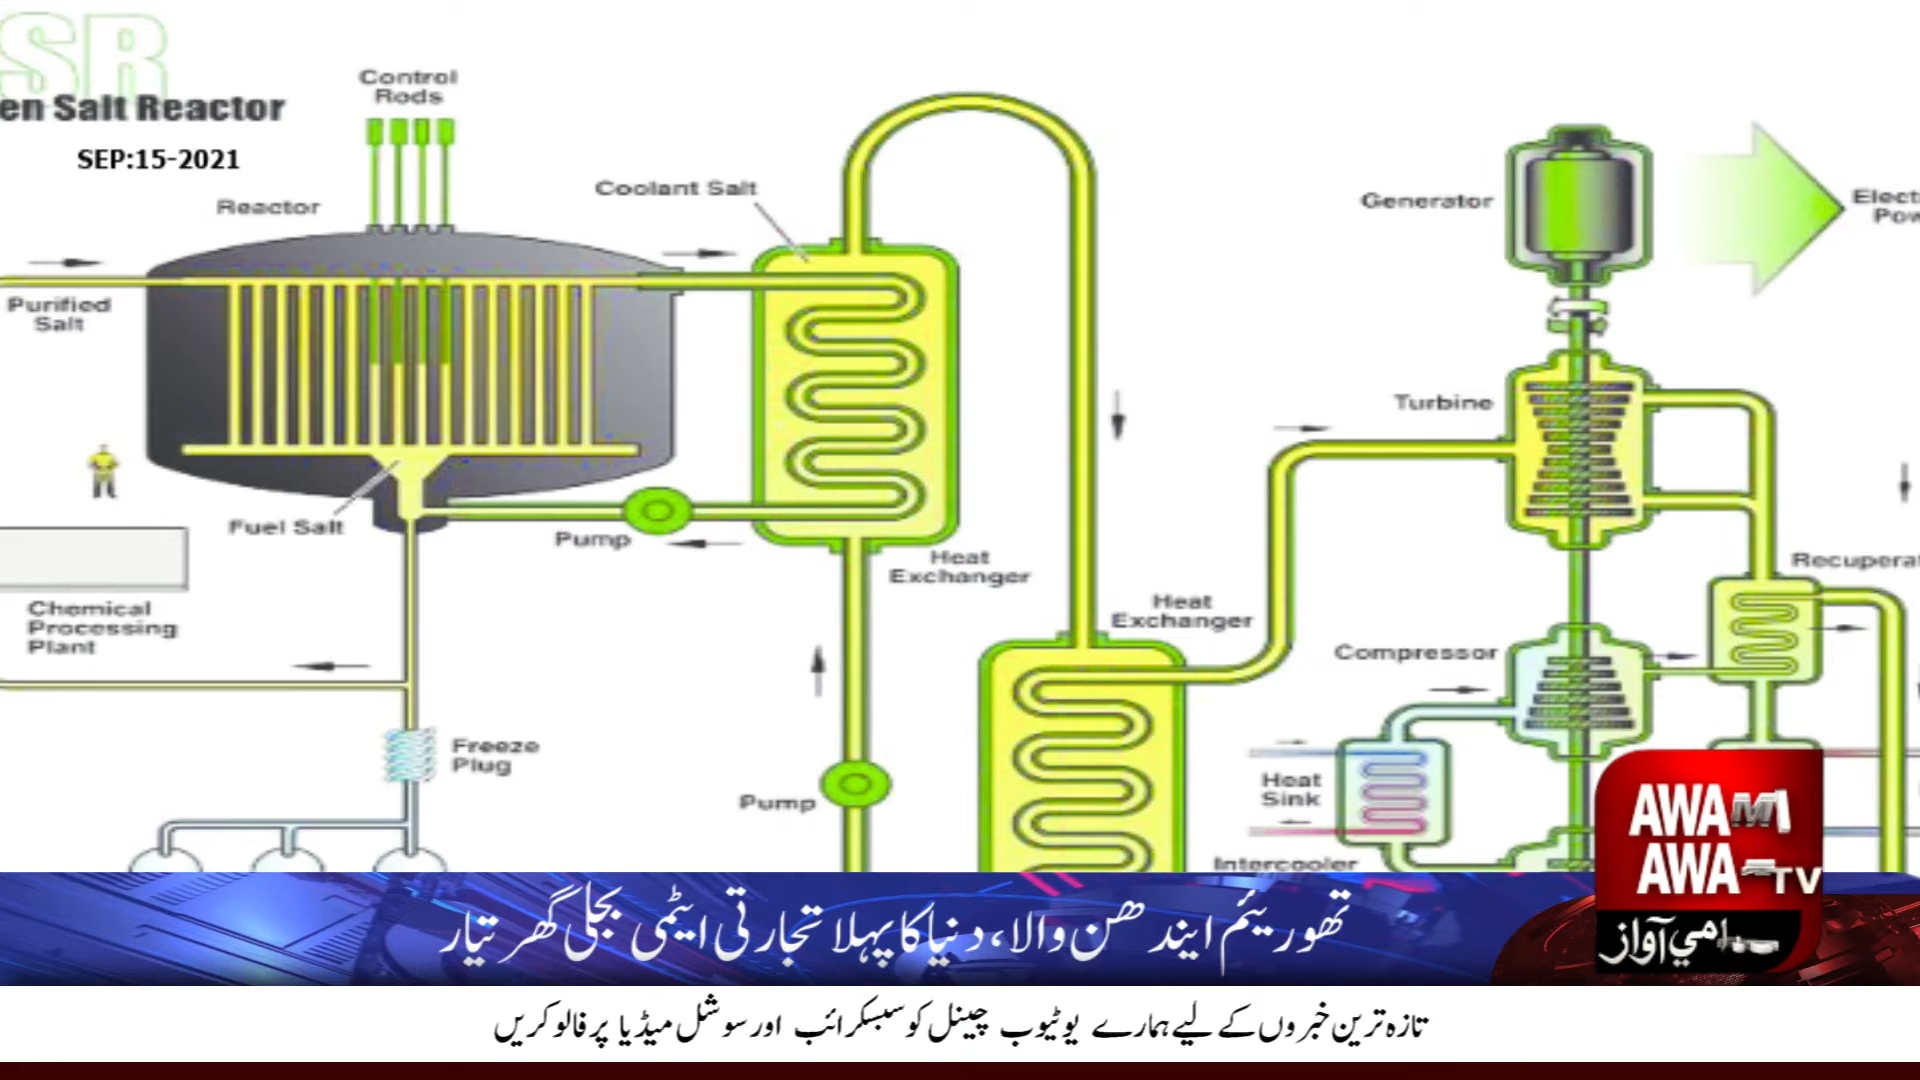 SR
en Salt Reactor
SEP:15-2021
Control
Rods
Reactor
Coolant Salt
Purified
Salt
Fuel Salt
Pump
Heat
Exchanger
Chemical
Processing
Plant
Freeze
Plug
Pump
Heat
Exchanger
Generator
Turbine
Compressor
Heat
Sink
Intercooler
تھوریئم ایندھن والا، دنیا کا پہلا تجارتی ایٹمی بجلی گھر تیار
AWAMI
AWA
TV
تازہ ترین خبروں کے لیے ہمارے یوٹیوب چینل کو سبسکرائب اور سوشل میڈیا پر فالو کریں